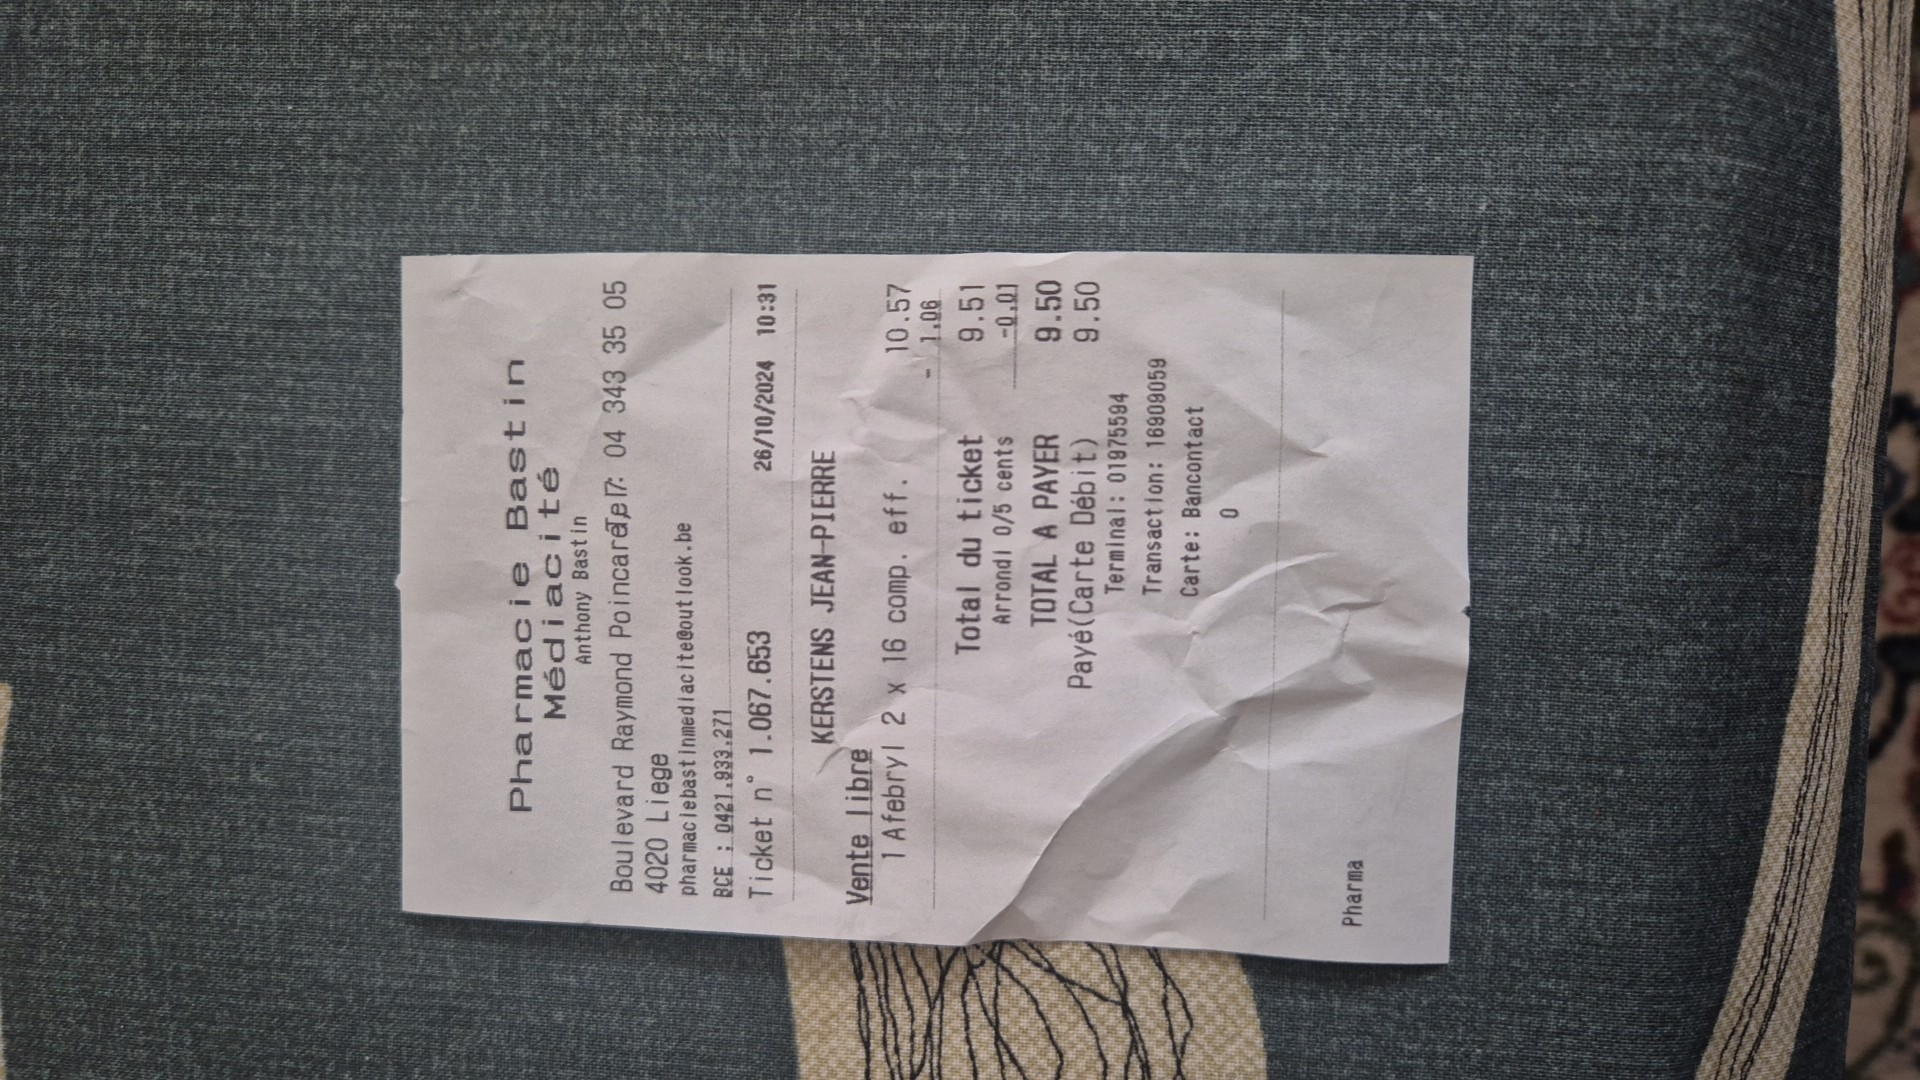 Pharmacie Bastin
Médiacité
Anthony Bastin
Boulevard Raymond Poincaré 7: 04 343 35 05
4020 Liege
pharmaciebastinmediacite@outlook.be
BCE : 0421.933.271
Ticket n° 1.067.653 26/10/2024 10:31
KERSTENS JEAN-PIERRE
Vente libre
1 Afebryl 2 x 16 comp. eff. 10.57
- 1.06
Total du ticket 9.51
Arrondi 0/5 cents -0.01
TOTAL A PAYER 9.50
Payé(Carte Débit) 9.50
Terminal: 01975594
Transaction: 16909059
Carte: Bancontact
0
Pharma